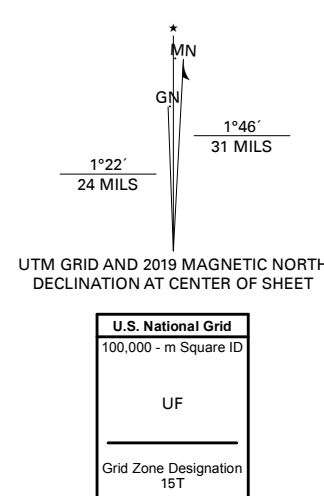 ★
MN
GN
1°46´
31 MILS
1°22´
24 MILS
UTM GRID AND 2019 MAGNETIC NORTH
DECLINATION AT CENTER OF SHEET
U.S. National Grid
100,000 - m Square ID
UF
Grid Zone Designation
15T